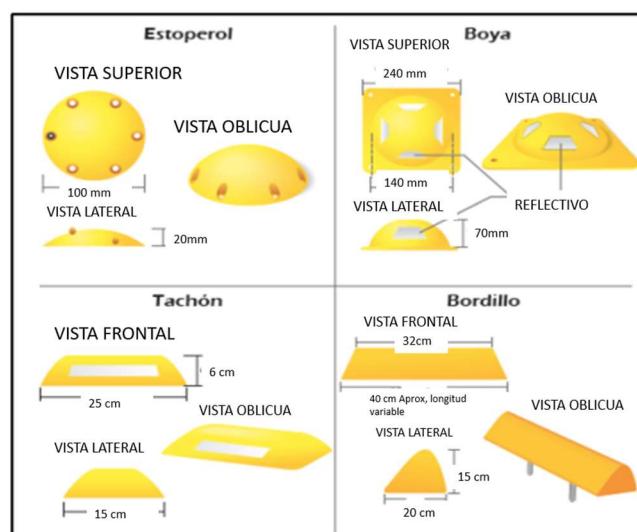 Estoperol
VISTA SUPERIOR
VISTA OBLICUA
100 mm
VISTA LATERAL
20mm
Boya
VISTA SUPERIOR
240 mm
VISTA OBLICUA
140 mm
VISTA LATERAL
REFLECTIVO
70mm
Tachón
VISTA FRONTAL
6 cm
25 cm
VISTA OBLICUA
VISTA LATERAL
15 cm
Bordillo
VISTA FRONTAL
32cm
40 cm Aprox, longitud
variable
VISTA OBLICUA
VISTA LATERAL
15 cm
20 cm